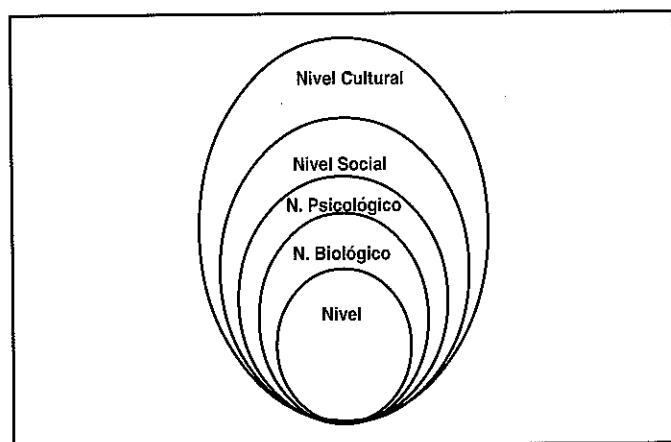 Nivel Cultural
Nivel Social
N. Psicológico
N. Biológico
Nivel